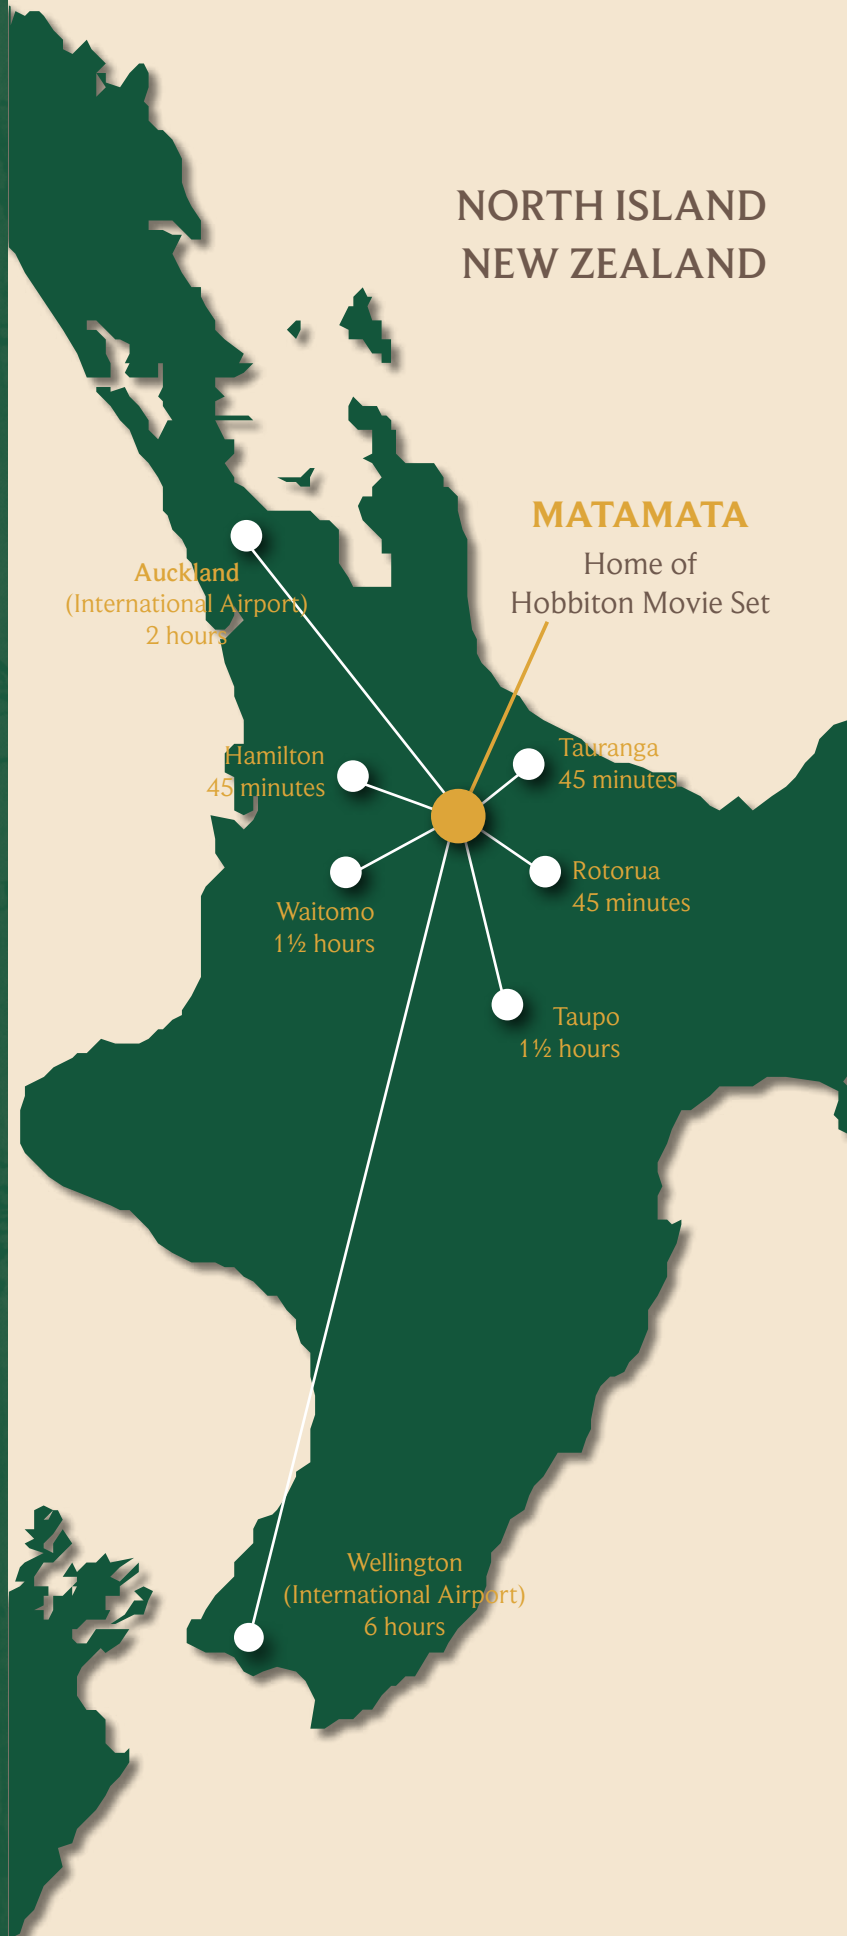 NORTH ISLAND
NEW ZEALAND
MATAMATA
Home of
Hobbiton Movie Set
Auckland
(International Airport)
2 hours
Hamilton
45 minutes
Tauranga
45 minutes
Waitomo
1½ hours
Rotorua
45 minutes
Taupo
1½ hours
Wellington
(International Airport)
6 hours